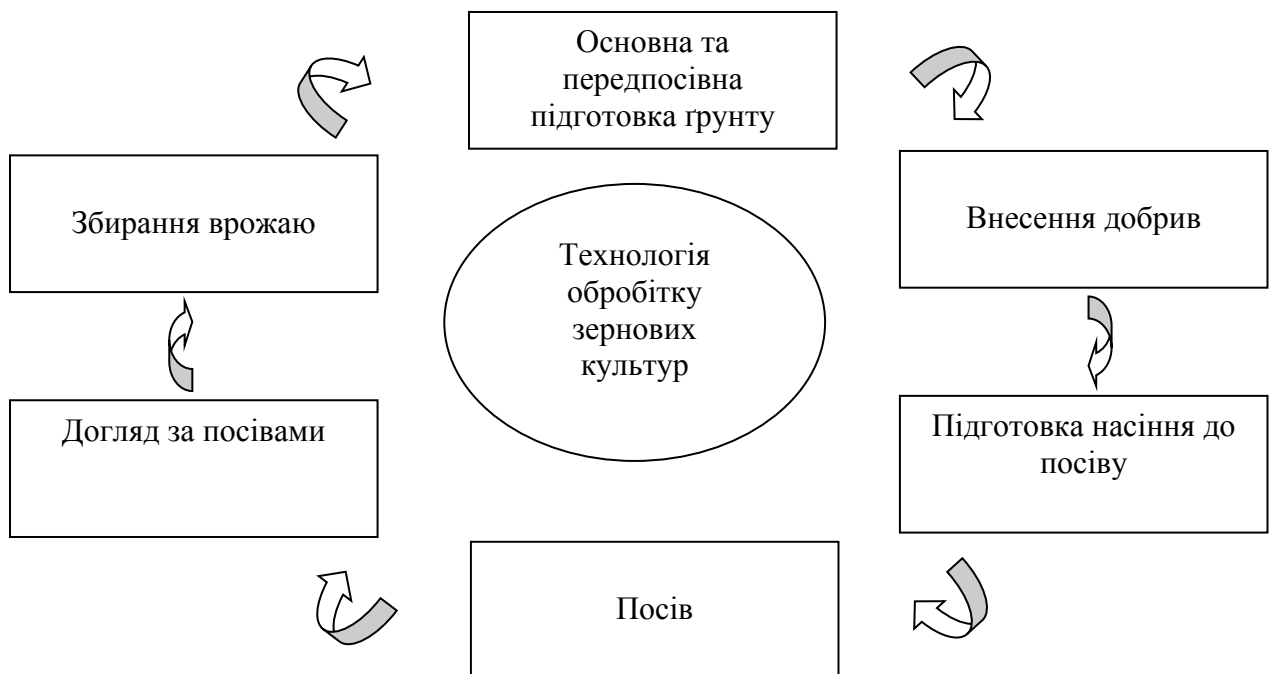 Основна та
передпосівна
підготовка ґрунту
Збирання врожаю
Внесення добрив
Технологія
обробітку
зернових
культур
Догляд за посівами
Підготовка насіння до
посіву
Посів